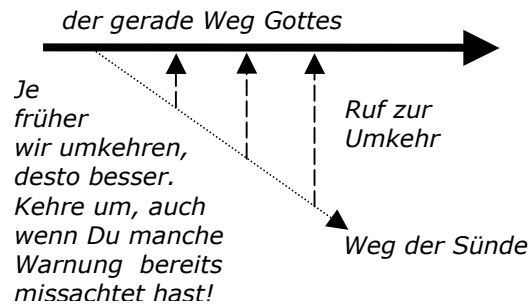 der gerade Weg Gottes
Je
früher
wir umkehren,
desto besser.
Kehre um, auch
wenn Du manche
Warnung bereits
missachtet hast!
Ruf zur
Umkehr
Weg der Sünde